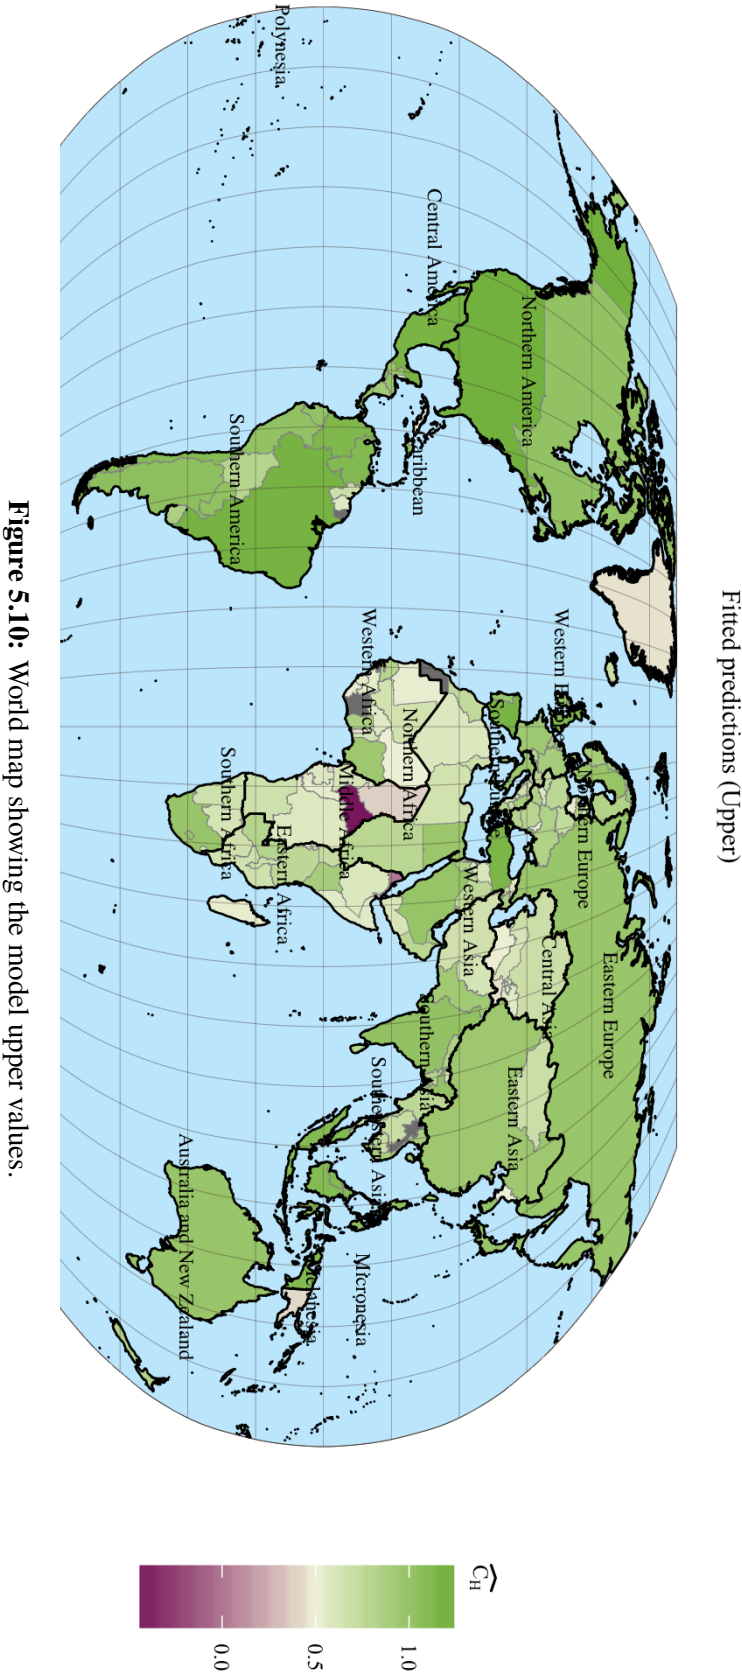 Fitted predictions (Upper)
Northern Europe
Eastern Europe
Western Europe
Northern America
Central Asia
Eastern Asia
Southern Europe
Western Asia
Central America
Caribbean
Northern Africa
Southern Asia
Western Africa
Middle Africa
Southeastern Asia
Micronesia
Polynesia
Eastern Africa
Melanesia
Southern America
Southern Africa
Australia and New Zealand
Ĉ_H
1.0
0.5
0.0
Figure 5.10: World map showing the model upper values.